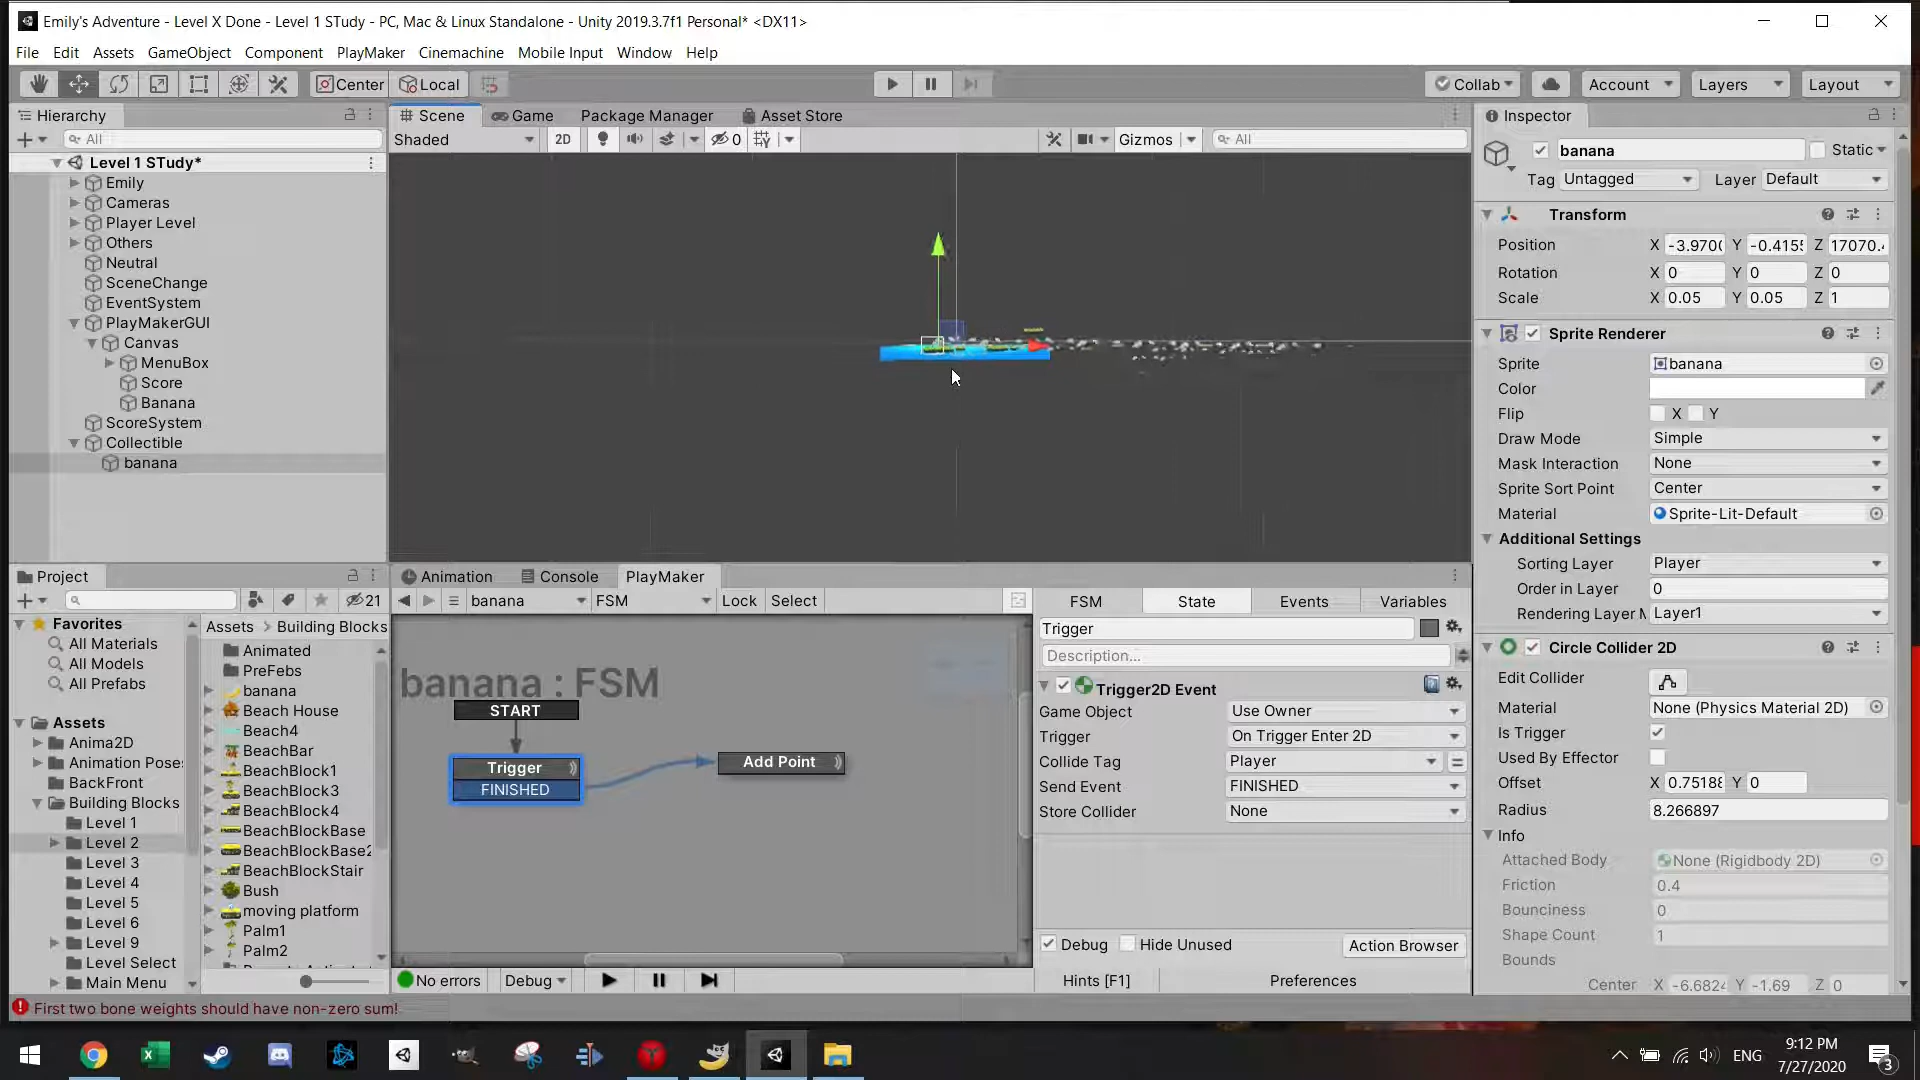 Emily's Adventure - Level X Done - Level 1 STudy - PC, Mac & Linux Standalone - Unity 2019.3.7f1 Personal* <DX11>
File Edit Assets GameObject Component PlayMaker Cinemachine Mobile Input Window Help
Center Local Collab Account Layers Layout
Hierarchy
All
Level 1 STudy*
Emily
Cameras
Player Level
Others
Neutral
SceneChange
EventSystem
PlayMakerGUI
Canvas
MenuBox
Score
Banana
ScoreSystem
Collectible
banana
Scene Game Package Manager Asset Store
Shaded 2D 0 Gizmos All
Inspector
banana Static
Tag Untagged Layer Default
Transform
Position X -3.970( Y -0.415 Z 17070.
Rotation X 0 Y 0 Z 0
Scale X 0.05 Y 0.05 Z 1
Sprite Renderer
Sprite banana
Color
Flip X Y
Draw Mode Simple
Mask Interaction None
Sprite Sort Point Center
Material Sprite-Lit-Default
Additional Settings
Sorting Layer Player
Order in Layer 0
Rendering Layer M Layer1
Circle Collider 2D
Edit Collider
Material None (Physics Material 2D)
Is Trigger
Used By Effector
Offset X 0.7518 Y 0
Radius 8.266897
Info
Attached Body None (Rigidbody 2D)
Friction 0.4
Bounciness 0
Shape Count 1
Bounds
Center X -6.682 Y -1.69 Z 0
Project
21
Favorites
All Materials
All Models
All Prefabs
Assets
Anima2D
Animation Pose
BackFront
Building Blocks
Level 1
Level 2
Level 3
Level 4
Level 5
Level 6
Level 9
Level Select
Main Menu
Assets > Building Blocks
Animated
PreFebs
banana
Beach House
Beach4
BeachBar
BeachBlock1
BeachBlock3
BeachBlock4
BeachBlockBase
BeachBlockBase2
BeachBlockStair
Bush
moving platform
Palm1
Palm2
Animation Console PlayMaker
banana FSM Lock Select
banana : FSM
START
Trigger
FINISHED
Add Point
No errors Debug
FSM State Events Variables
Trigger
Description...
Trigger2D Event
Game Object Use Owner
Trigger On Trigger Enter 2D
Collide Tag Player
Send Event FINISHED
Store Collider None
Debug Hide Unused Action Browser
Hints [F1] Preferences
First two bone weights should have non-zero sum!
ENG
9:12 PM
7/27/2020
3